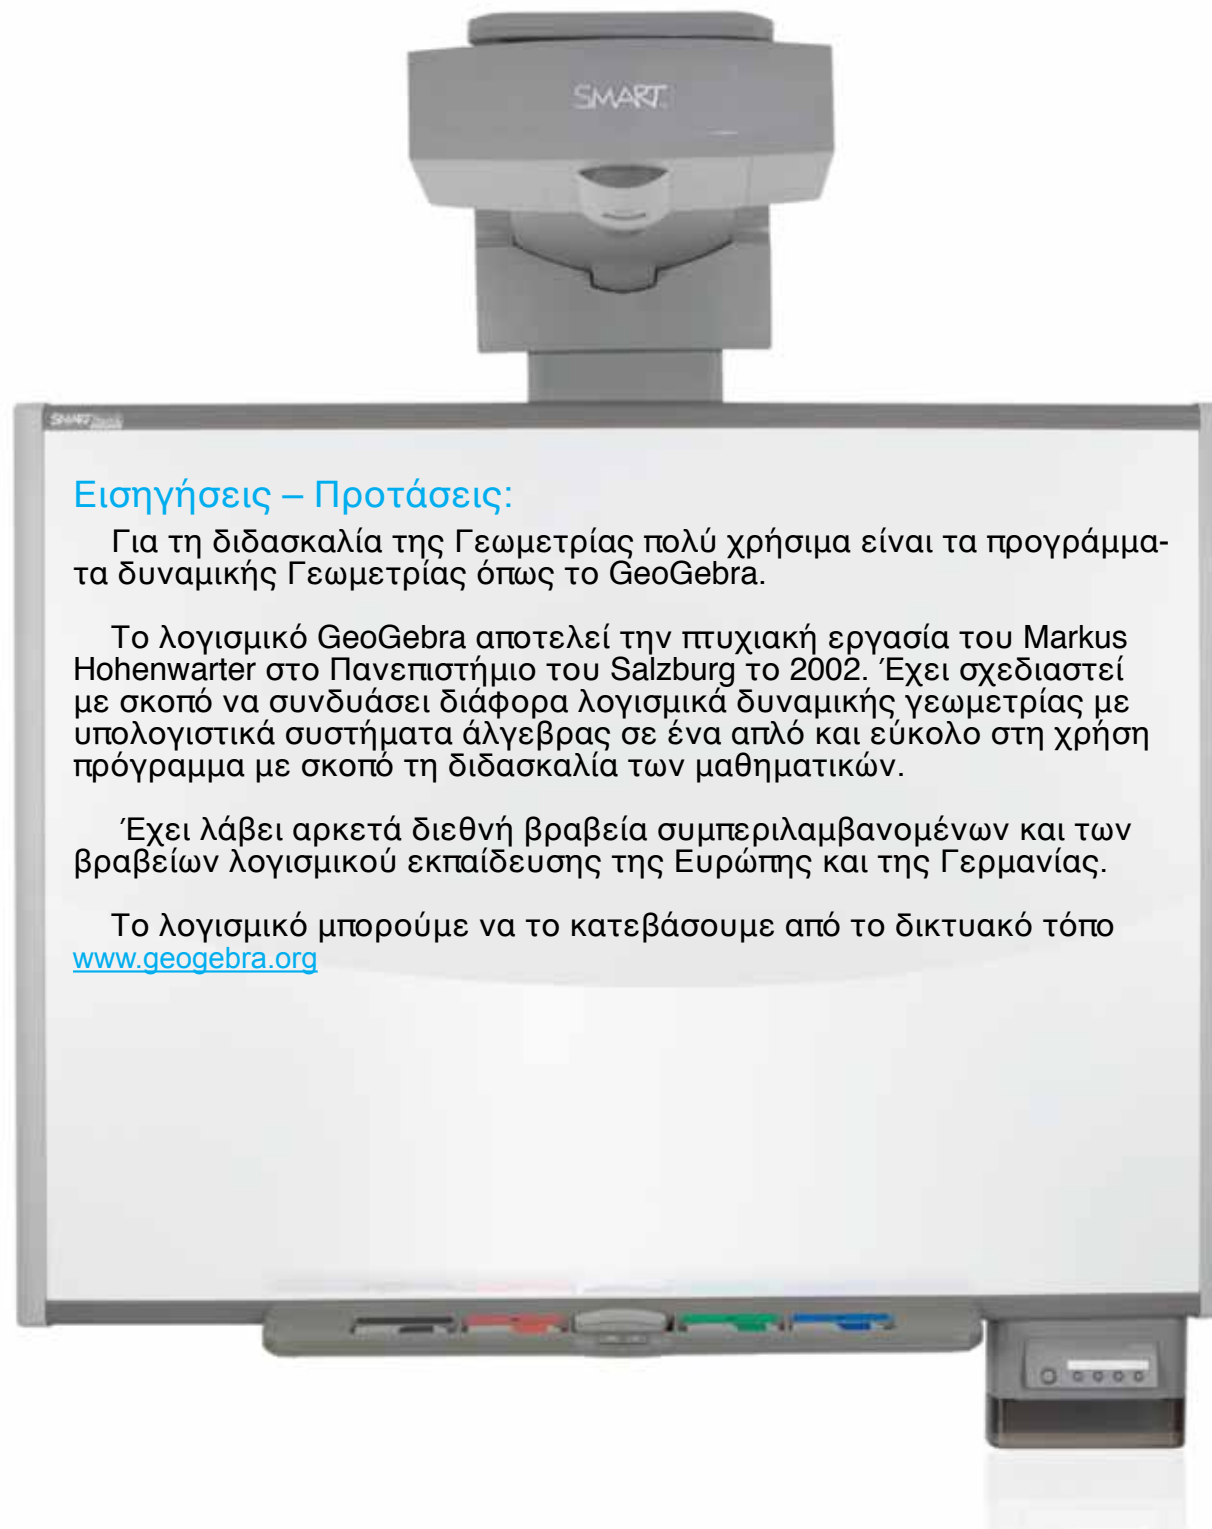 SMART
SMART
Εισηγήσεις – Προτάσεις:
Για τη διδασκαλία της Γεωμετρίας πολύ χρήσιμα είναι τα προγράμμα-
τα δυναμικής Γεωμετρίας όπως το GeoGebra.
Το λογισμικό GeoGebra αποτελεί την πτυχιακή εργασία του Markus
Hohenwarter στο Πανεπιστήμιο του Salzburg το 2002. Έχει σχεδιαστεί
με σκοπό να συνδυάσει διάφορα λογισμικά δυναμικής γεωμετρίας με
υπολογιστικά συστήματα άλγεβρας σε ένα απλό και εύκολο στη χρήση
πρόγραμμα με σκοπό τη διδασκαλία των μαθηματικών.
Έχει λάβει αρκετά διεθνή βραβεία συμπεριλαμβανομένων και των
βραβείων λογισμικού εκπαίδευσης της Ευρώπης και της Γερμανίας.
Το λογισμικό μπορούμε να το κατεβάσουμε από το δικτυακό τόπο
www.geogebra.org